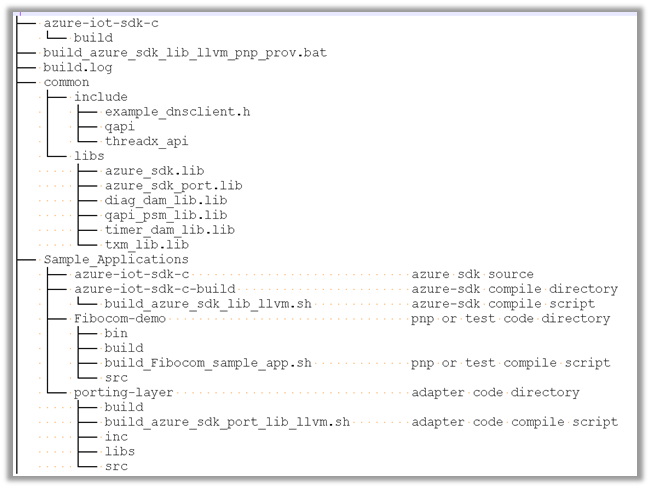 azure-iot-sdk-c
build
build_azure_sdk_lib_llvm_pnp_prov.bat
build.log
common
include
example_dnsclient.h
qapi
threadx_api
libs
azure_sdk.lib
azure_sdk_port.lib
diag_dam_lib.lib
qapi_psm_lib.lib
timer_dam_lib.lib
txm_lib.lib
Sample_Applications
azure-iot-sdk-c azure sdk source
azure-iot-sdk-c-build azure-sdk compile directory
build_azure_sdk_lib_llvm.sh azure-sdk compile script
Fibocom-demo pnp or test code directory
bin
build
build_Fibocom_sample_app.sh pnp or test compile script
src
porting-layer adapter code directory
build
build_azure_sdk_port_lib_llvm.sh adapter code compile script
inc
libs
src